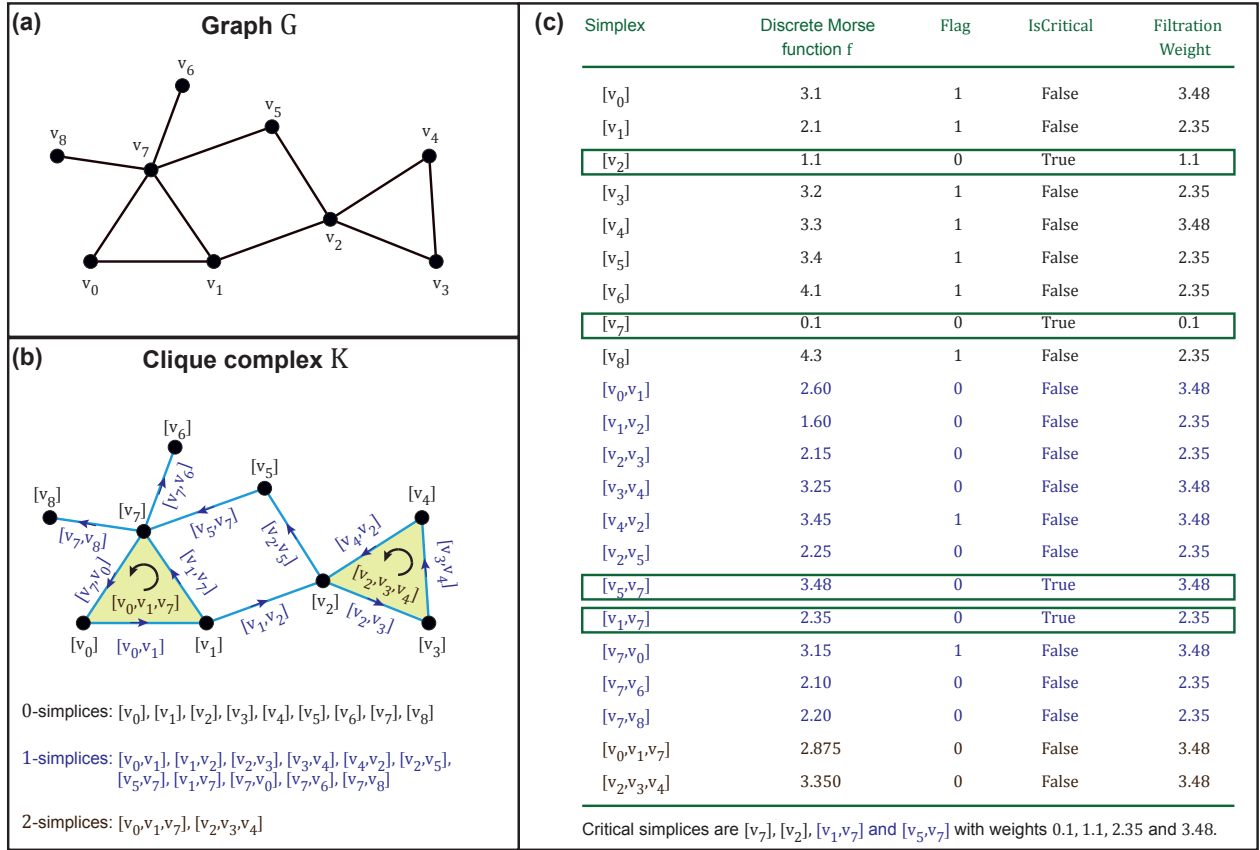 (a)
Graph G
v6
v5
v8
v7
v4
v2
v0
v1
v3
(b)
Clique complex K
[v6]
[v7,v6]
[v5]
[v8]
[v7]
[v4]
[v5,v7]
[v4,v2]
[v7,v8]
[v2,v5]
[v3,v4]
[v7,v0]
[v1,v7]
[v0,v1,v7]
[v2,v3,v4]
[v2]
[v1,v2]
[v2,v3]
[v0]
[v0,v1]
[v1]
[v3]
0-simplices: [v0], [v1], [v2], [v3], [v4], [v5], [v6], [v7], [v8]
1-simplices: [v0,v1], [v1,v2], [v2,v3], [v3,v4], [v4,v2], [v2,v5],
[v5,v7], [v1,v7], [v7,v0], [v7,v6], [v7,v8]
2-simplices: [v0,v1,v7], [v2,v3,v4]
(c)
Simplex Discrete Morse Flag IsCritical Filtration
function f Weight
[v0] 3.1 1 False 3.48
[v1] 2.1 1 False 2.35
[v2] 1.1 0 True 1.1
[v3] 3.2 1 False 2.35
[v4] 3.3 1 False 3.48
[v5] 3.4 1 False 2.35
[v6] 4.1 1 False 2.35
[v7] 0.1 0 True 0.1
[v8] 4.3 1 False 2.35
[v0,v1] 2.60 0 False 3.48
[v1,v2] 1.60 0 False 2.35
[v2,v3] 2.15 0 False 2.35
[v3,v4] 3.25 0 False 3.48
[v4,v2] 3.45 1 False 3.48
[v2,v5] 2.25 0 False 2.35
[v5,v7] 3.48 0 True 3.48
[v1,v7] 2.35 0 True 2.35
[v7,v0] 3.15 1 False 3.48
[v7,v6] 2.10 0 False 2.35
[v7,v8] 2.20 0 False 2.35
[v0,v1,v7] 2.875 0 False 3.48
[v2,v3,v4] 3.350 0 False 3.48
Critical simplices are [v7], [v2], [v1,v7] and [v5,v7] with weights 0.1, 1.1, 2.35 and 3.48.